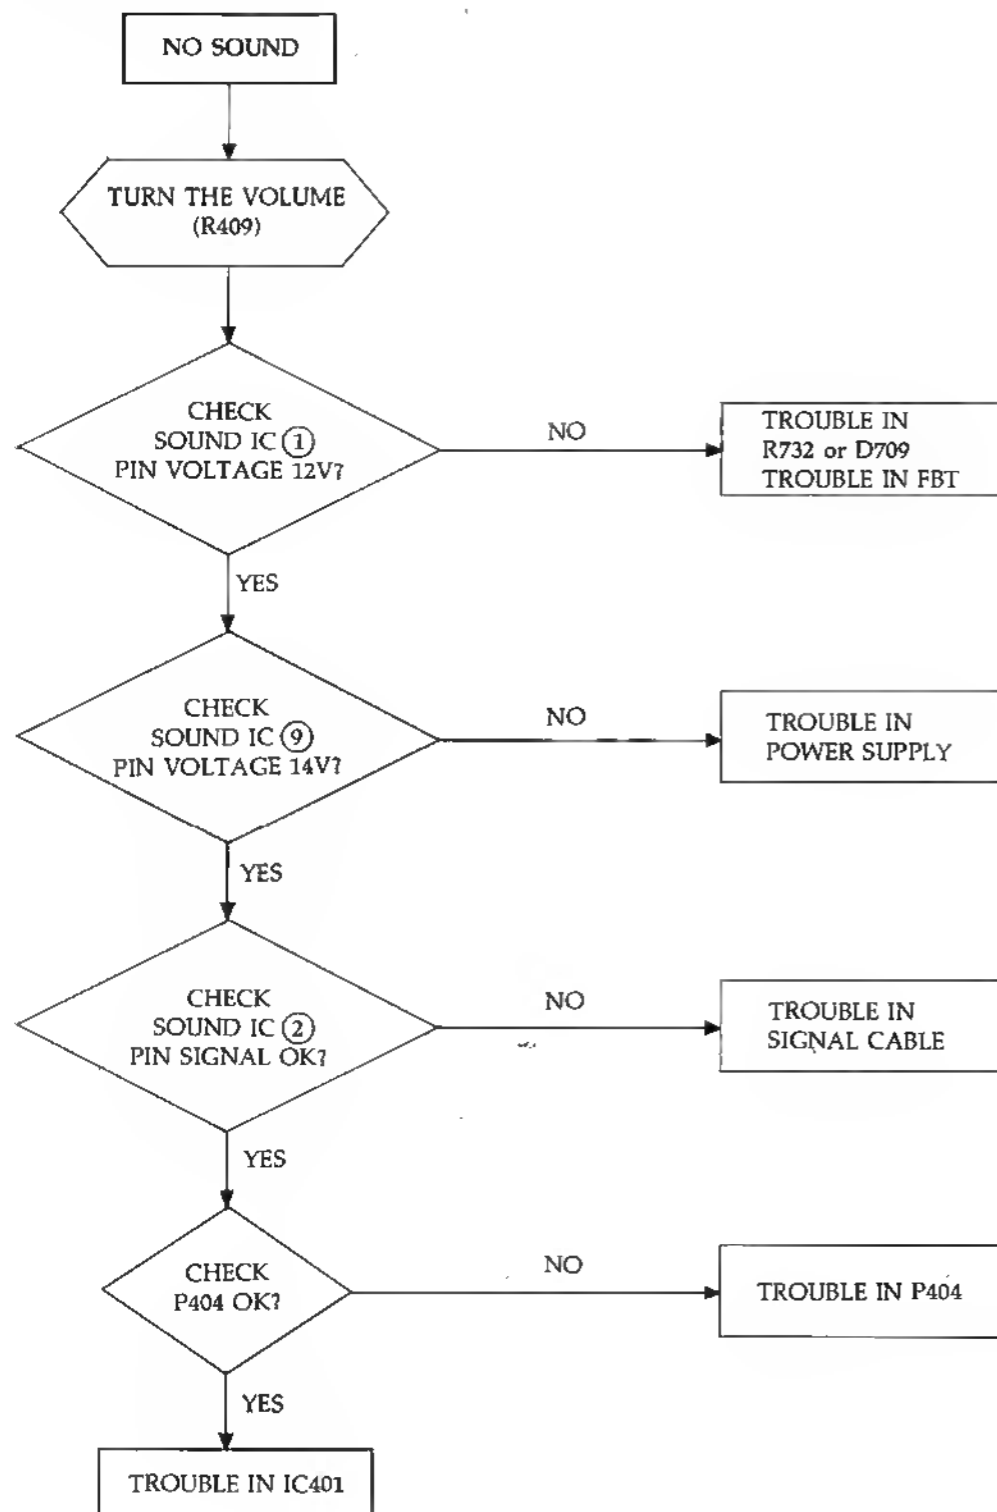 NO SOUND
TURN THE VOLUME
(R409)
CHECK
SOUND IC ①
PIN VOLTAGE 12V?
NO
TROUBLE IN
R732 or D709
TROUBLE IN FBT
YES
CHECK
SOUND IC ⑨
PIN VOLTAGE 14V?
NO
TROUBLE IN
POWER SUPPLY
YES
CHECK
SOUND IC ②
PIN SIGNAL OK?
NO
TROUBLE IN
SIGNAL CABLE
YES
CHECK
P404 OK?
NO
TROUBLE IN P404
YES
TROUBLE IN IC401